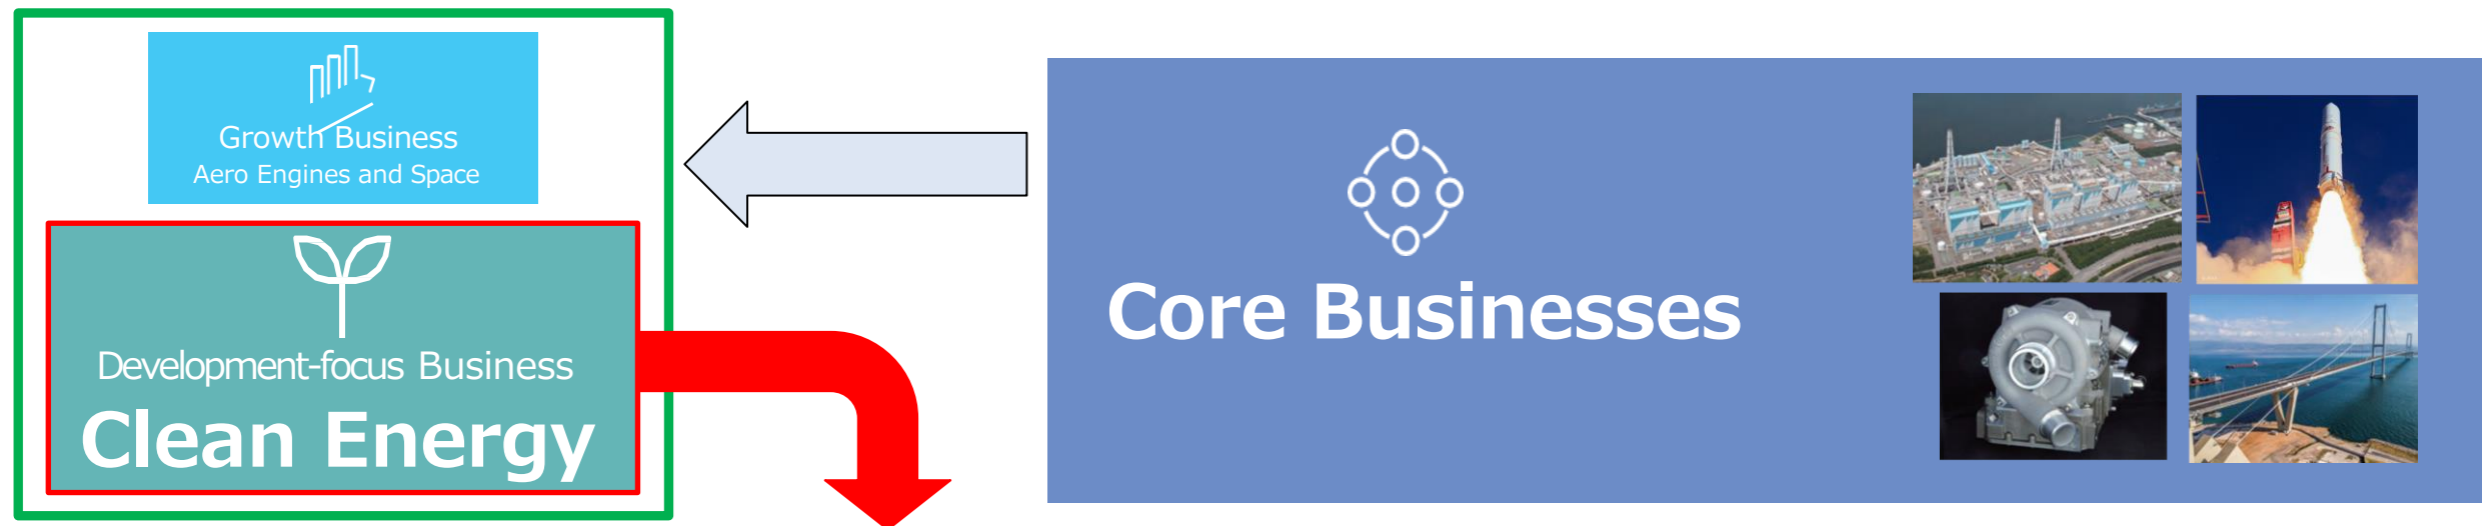 Growth Business
Aero Engines and Space
Development-focus Business
Clean Energy
Core Businesses